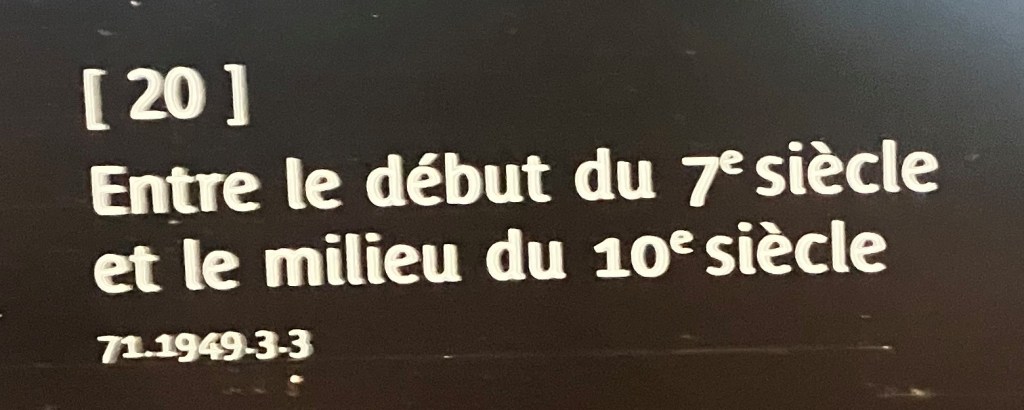 [ 20 ]
Entre le début du 7e siècle
et le milieu du 10e siècle
71.1949.3-3